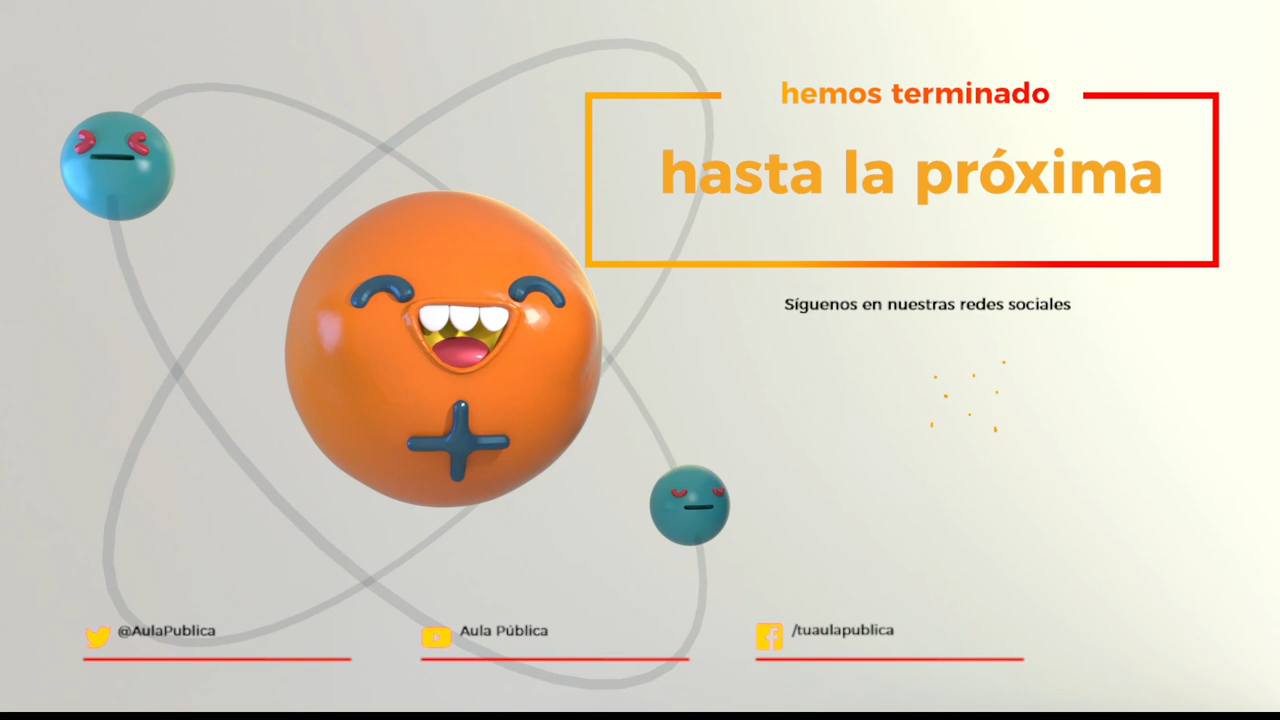 hemos terminado
hasta la próxima
Síguenos en nuestras redes sociales
@AulaPublica
Aula Pública
/tuaulapublica